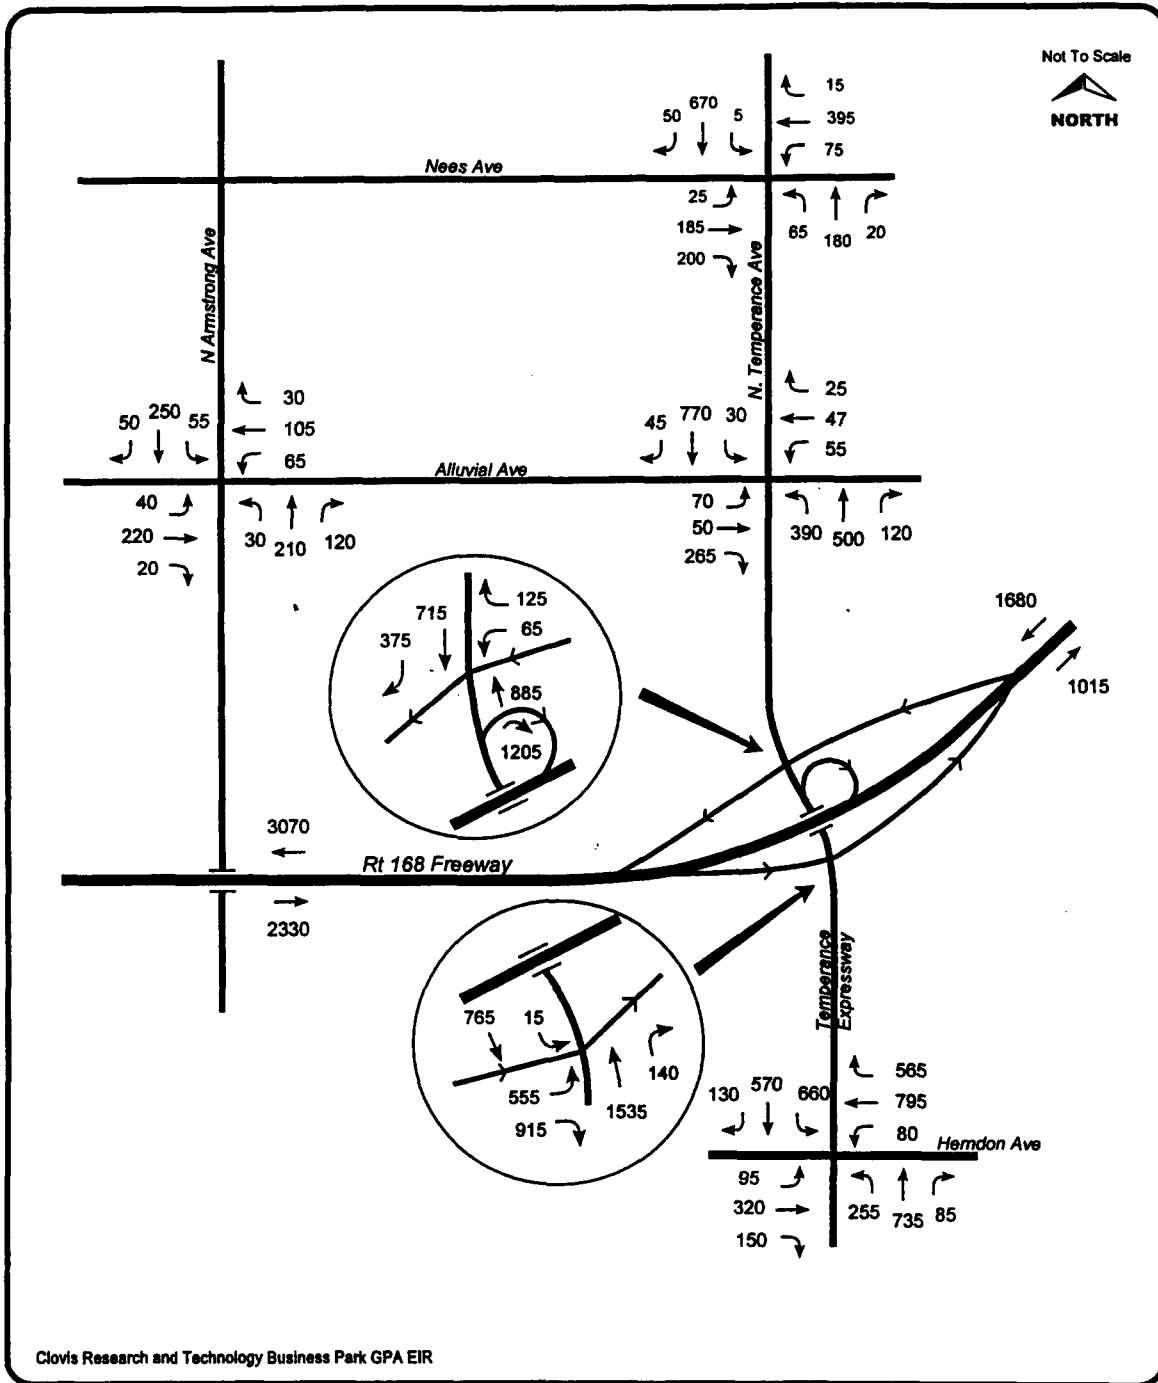 Not To Scale
NORTH
50 670 5
15
395
75
Nees Ave
25
185
200
65 180 20
N Armstrong Ave
N. Temperance Ave
50 250 55
30
105
65
45 770 30
25
47
55
Alluvial Ave
40
220
20
30 210 120
70
50
265
390 500 120
375
715
125
65
885
1205
1680
1015
3070
Rt 168 Freeway
2330
765
15
555
915
1535
140
Temperance
Expressway
130 570 660
565
795
80
Herndon Ave
95
320
150
255 735 85
Clovis Research and Technology Business Park GPA EIR